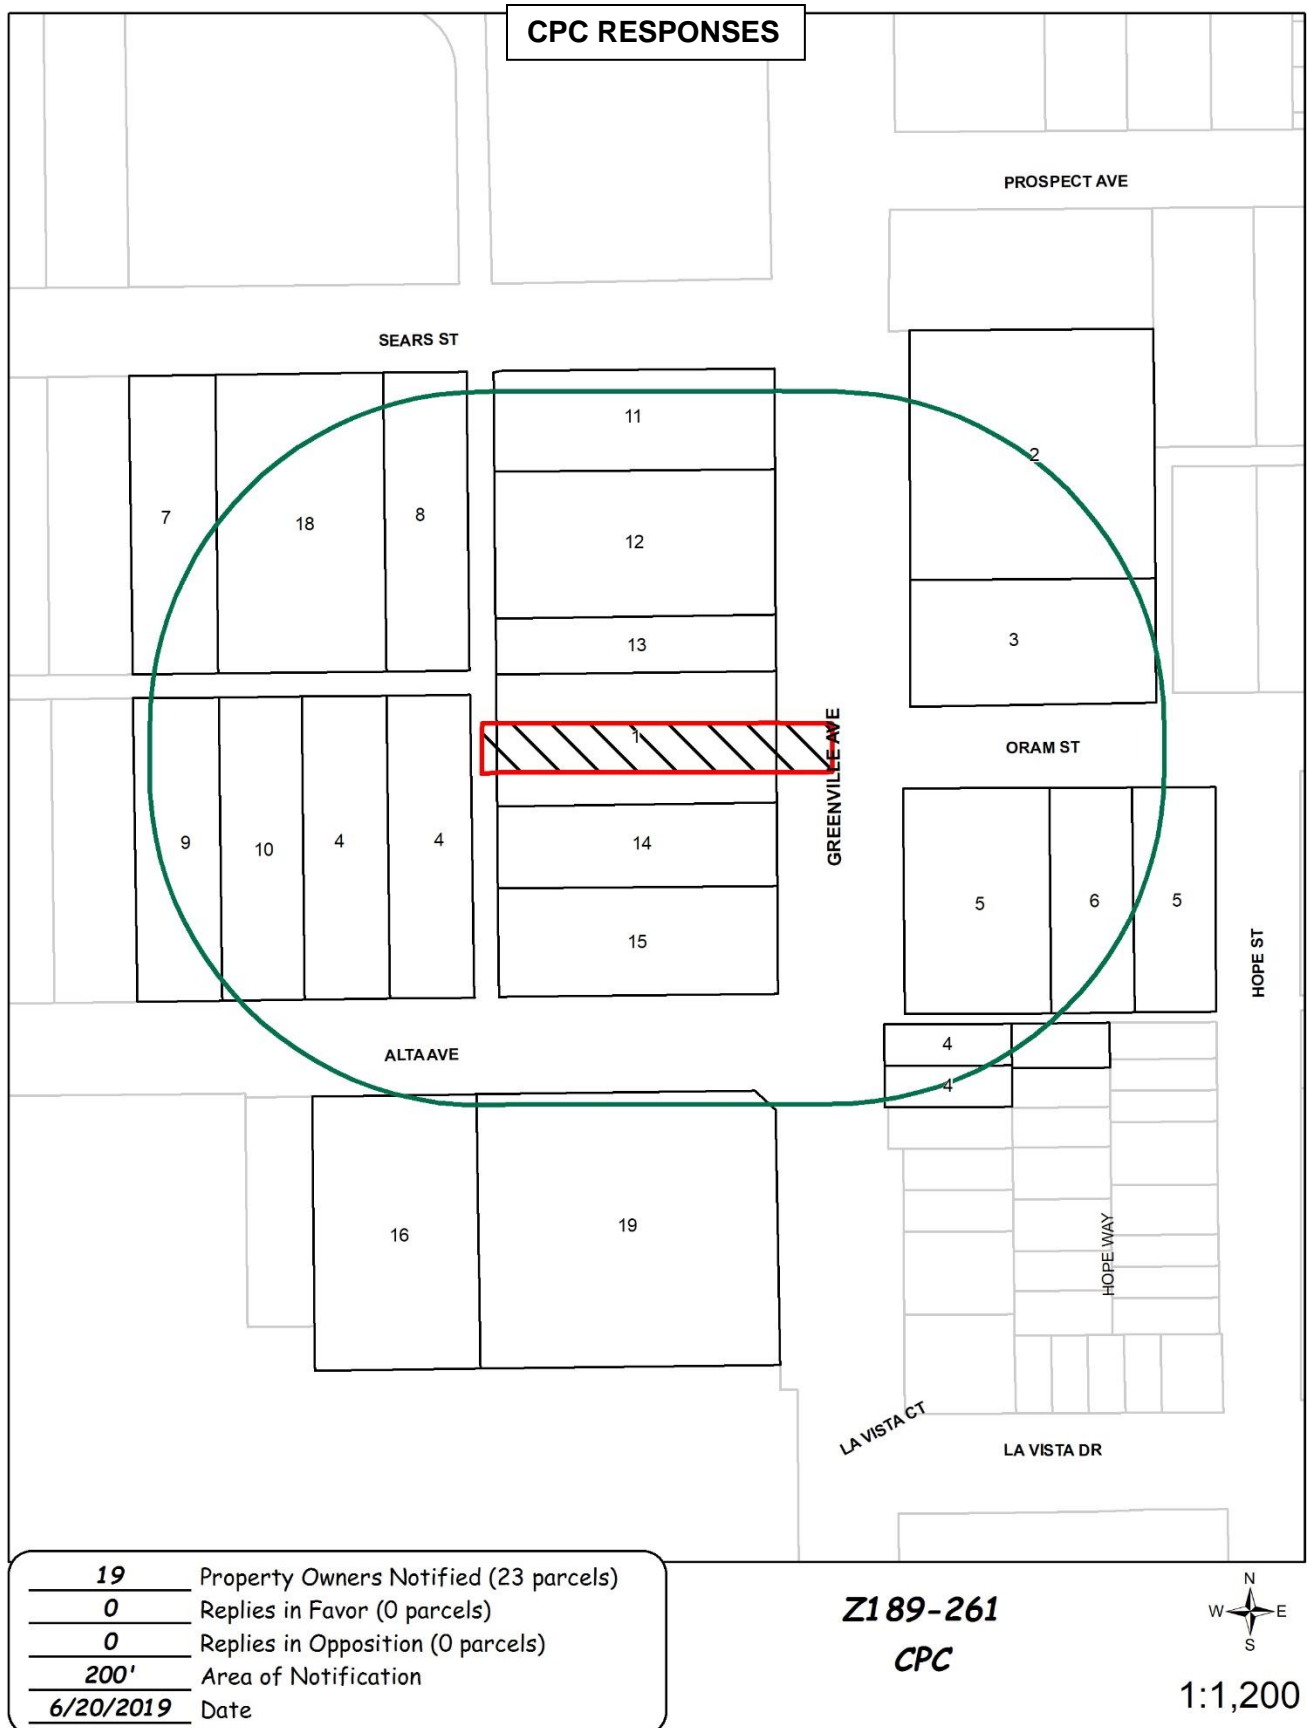 CPC RESPONSES
PROSPECT AVE
SEARS ST
11
2
7
18
8
12
13
3
1
GREENVILLE AVE
ORAM ST
9
10
4
4
14
5
6
5
15
HOPE ST
4
ALTA AVE
4
16
19
HOPE WAY
LA VISTA CT
LA VISTA DR
19 Property Owners Notified (23 parcels)
0 Replies in Favor (0 parcels)
0 Replies in Opposition (0 parcels)
200' Area of Notification
6/20/2019 Date
Z189-261
CPC
N
W E
S
1:1,200